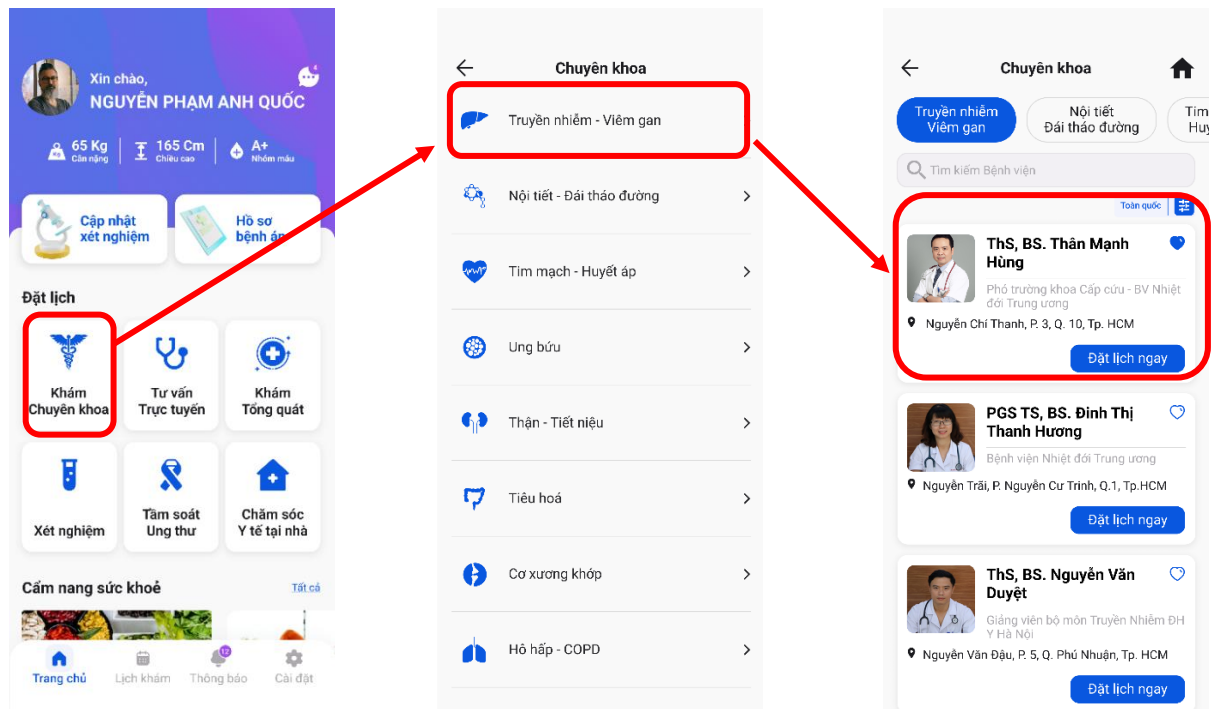 Xin chào,
4
NGUYỄN PHẠM ANH QUỐC
65 Kg
Cân nặng
165 Cm
Chiều cao
A+
Nhóm máu
Cập nhật
xét nghiệm
Hồ sơ
bệnh án
Đặt lịch
Khám
Chuyên khoa
Tư vấn
Trực tuyến
Khám
Tổng quát
Xét nghiệm
Tầm soát
Ung thư
Chăm sóc
Y tế tại nhà
Cẩm nang sức khoẻ
Tất cả
12
Trang chủ
Lịch khám
Thông báo
Cài đặt
Chuyên khoa
Truyền nhiễm - Viêm gan
Nội tiết - Đái tháo đường
Tim mạch - Huyết áp
Ung bứu
Thận - Tiết niệu
Tiêu hoá
Cơ xương khớp
Hô hấp - COPD
Chuyên khoa
Truyền nhiễm
Viêm gan
Nội tiết
Đái tháo đường
Tim
Huy
Tìm kiếm Bệnh viện
Toàn quốc
ThS, BS. Thân Mạnh
Hùng
Phó trưởng khoa Cấp cứu - BV Nhiệt
đới Trung ương
Nguyễn Chí Thanh, P. 3, Q. 10, Tp. HCM
Đặt lịch ngay
PGS TS, BS. Đinh Thị
Thanh Hương
Bệnh viện Nhiệt đới Trung ương
Nguyễn Trãi, P. Nguyễn Cư Trinh, Q.1, Tp.HCM
Đặt lịch ngay
ThS, BS. Nguyễn Văn
Duyệt
Giảng viên bộ môn Truyền Nhiễm ĐH
Y Hà Nội
Nguyễn Văn Đậu, P. 5, Q. Phú Nhuận, Tp. HCM
Đặt lịch ngay